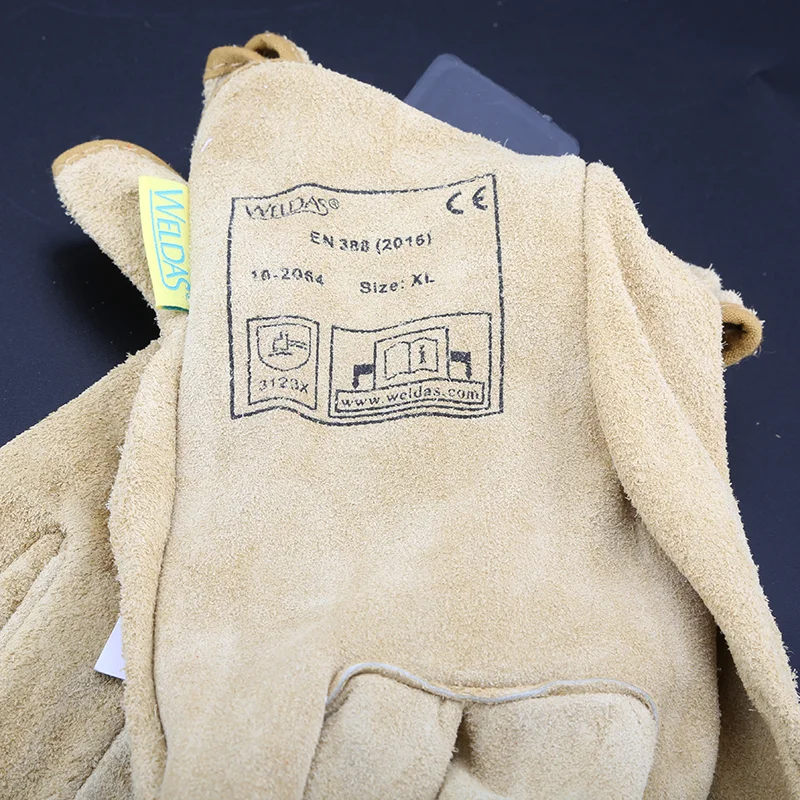 WELDAS®
CE
EN 388 (2016)
10-2064 Size: XL
3123X
www.weldas.com
WELDAS